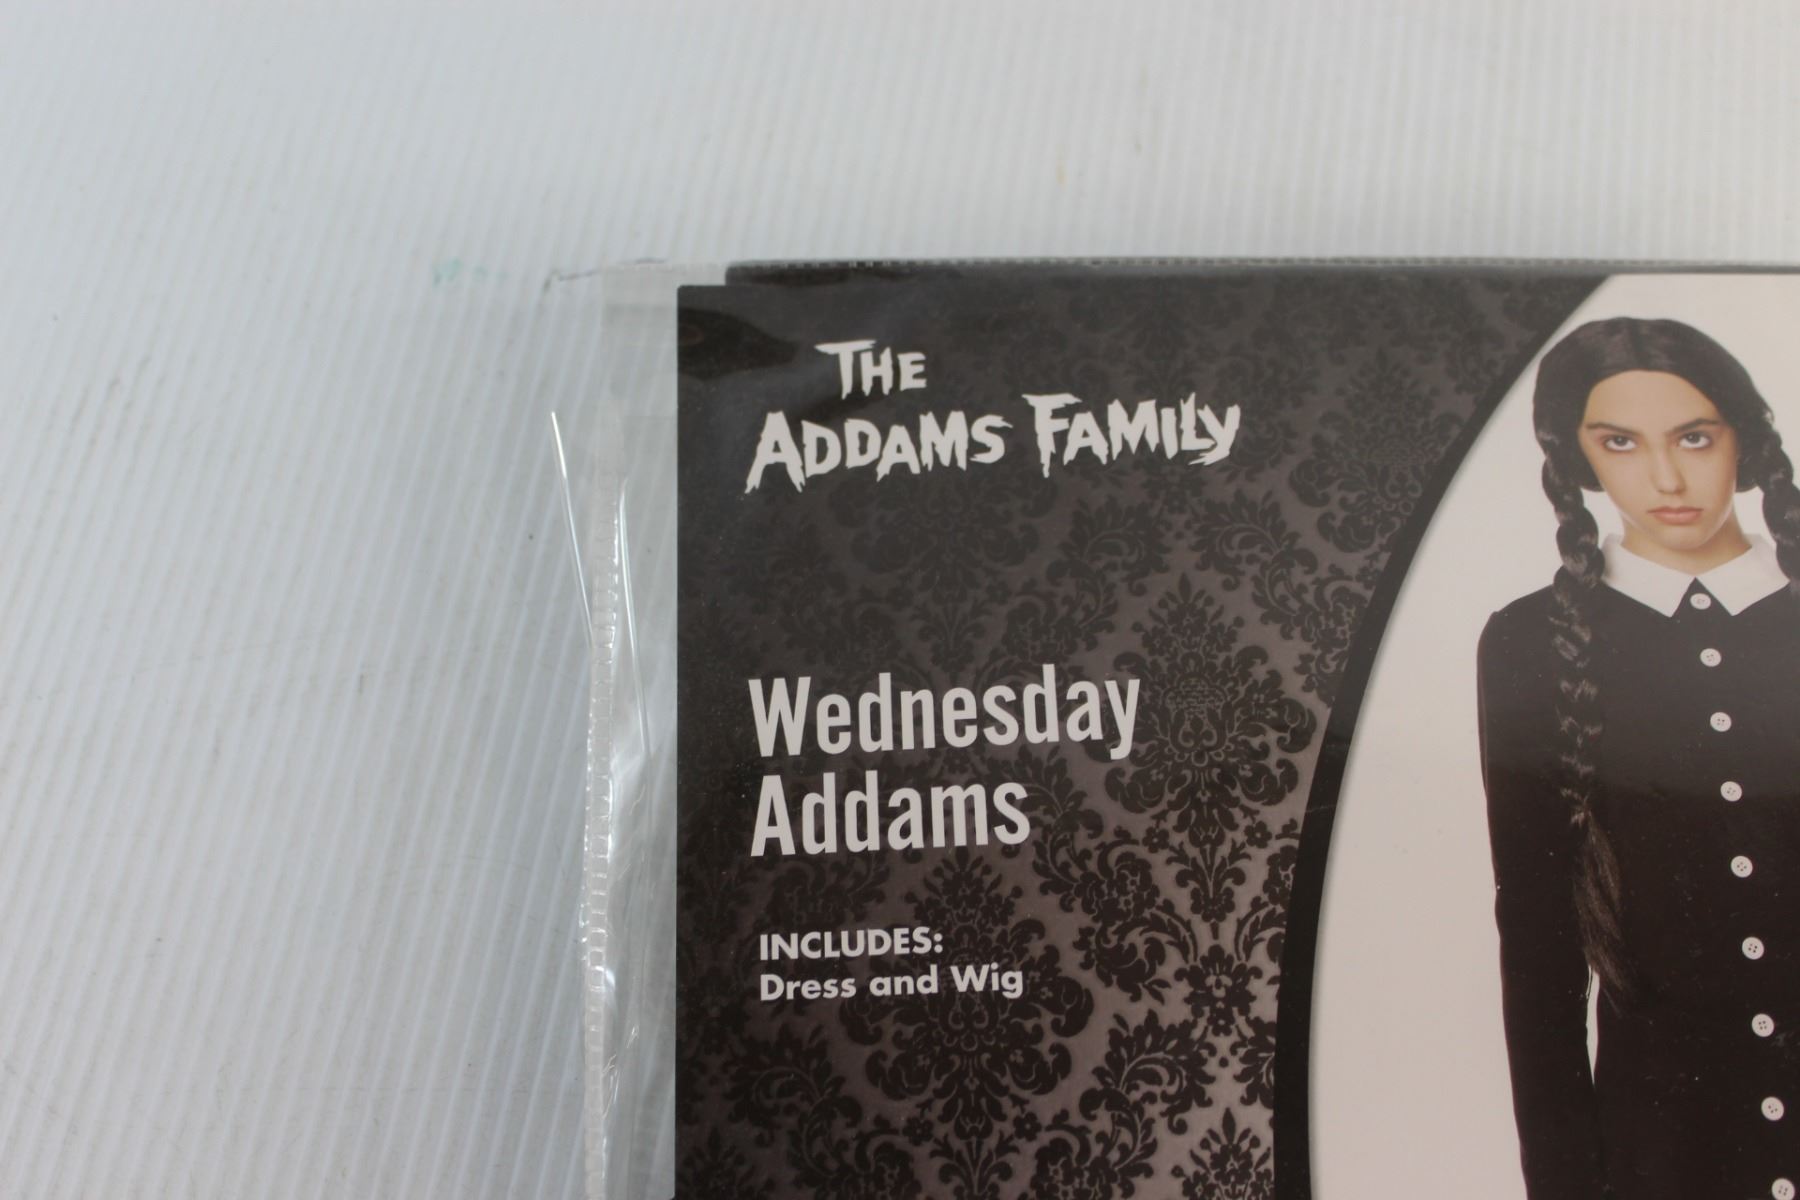 THE
ADDAMS FAMILY
Wednesday
Addams
INCLUDES:
Dress and Wig